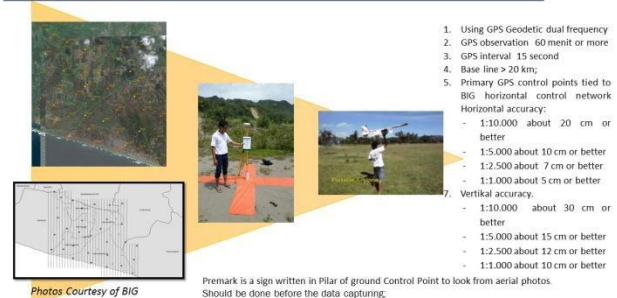 1. Using GPS Geodetic dual frequency
2. GPS observation 60 menit or more
3. GPS interval 15 second
4. Base line > 20 km;
5. Primary GPS control points tied to
BIG horizontal control network
Horizontal accuracy:
- 1:10.000 about 20 cm or
better
- 1:5.000 about 10 cm or better
- 1:2.500 about 7 cm or better
- 1:1.000 about 5 cm or better
7. Vertikal accuracy.
- 1:10.000 about 30 cm or
better
- 1:5.000 about 15 cm or better
- 1:2.500 about 12 cm or better
- 1:1.000 about 10 cm or better
Photos Courtesy of BIG
Premark is a sign written in Pilar of ground Control Point to look from aerial photos.
Should be done before the data capturing;